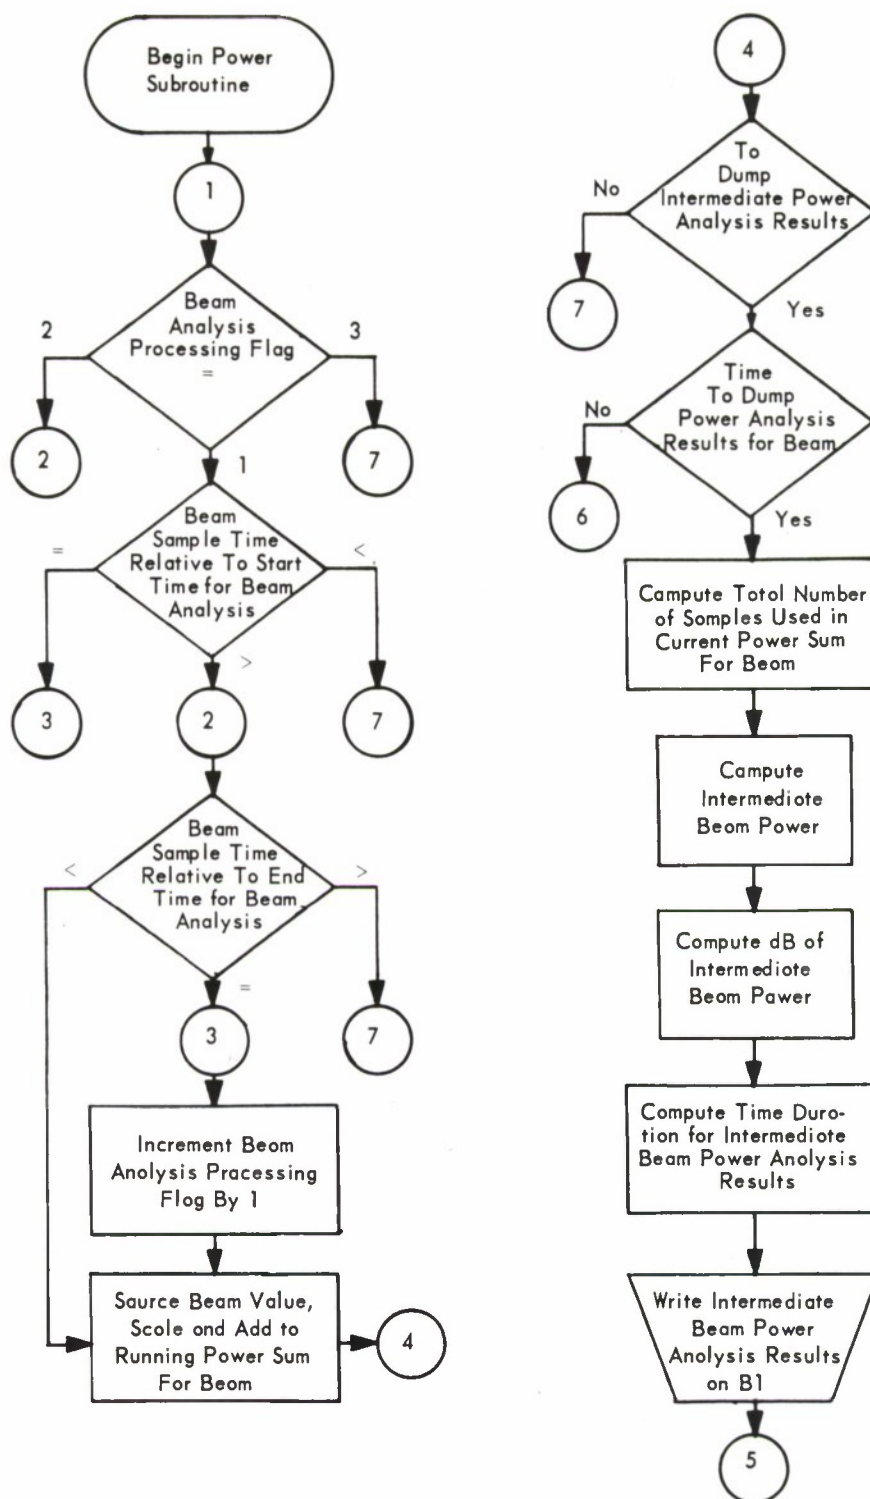 Begin Power
Subroutine
1
Beam
Analysis
Processing Flag
=
2
3
2
7
1
Beam
Sample Time
Relative To Start
Time for Beam
Analysis
=
<
>
3
2
7
Beam
Sample Time
Relative To End
Time for Beam
Analysis
<
>
=
3
7
Increment Beom
Anolysis Pracessing
Flog By 1
Saurce Beam Value,
Scole and Add to
Running Power Sum
For Beom
4
4
To
Dump
Intermediate Power
Analysis Results
No
Yes
7
Time
To Dump
Power Analysis
Results for Beam
No
Yes
6
Campute Totol Number
of Samples Used in
Current Power Sum
For Beom
Campute
Intermediote
Beom Power
Compute dB of
Intermediote
Beom Pawer
Compute Time Duro-
tion for Intermediote
Beam Power Analysis
Results
Write Intermediate
Beam Power
Analysis Results
on B1
5